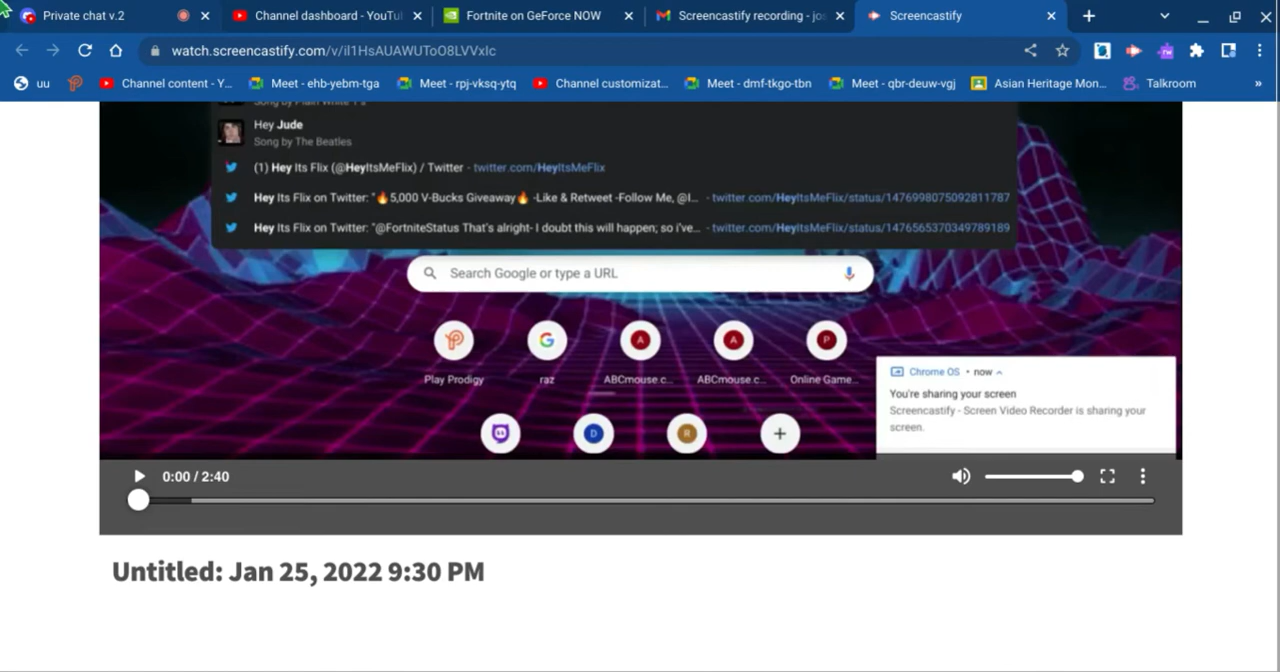 Private chat v.2
Channel dashboard - YouTu
Fortnite on GeForce NOW
Screencastify recording - jos
Screencastify
watch.screencastify.com/v/il1HsAUAWUToO8LVVxIc
uu
Channel content - Y...
Meet - ehb-yebm-tga
Meet - rpj-vksq-ytq
Channel customizat...
Meet - dmf-tkgo-tbn
Meet - qbr-deuw-vgj
Asian Heritage Mon...
Talkroom
»
Song by Plain White T's
Hey Jude
Song by The Beatles
(1) Hey Its Flix (@HeyItsMeFlix) / Twitter - twitter.com/HeyItsMeFlix
Hey Its Flix on Twitter: "🔥5,000 V-Bucks Giveaway🔥 -Like & Retweet -Follow Me, @I... - twitter.com/HeyItsMeFlix/status/1476998075092811787
Hey Its Flix on Twitter: "@FortniteStatus That's alright- I doubt this will happen; so i've... - twitter.com/HeyItsMeFlix/status/1476565370349789189
Search Google or type a URL
A
A
P
Play Prodigy
raz
ABCmouse.c...
ABCmouse.c...
Online Game...
D
R
Chrome OS • now
You're sharing your screen
Screencastify - Screen Video Recorder is sharing your
screen.
0:00 / 2:40
Untitled: Jan 25, 2022 9:30 PM